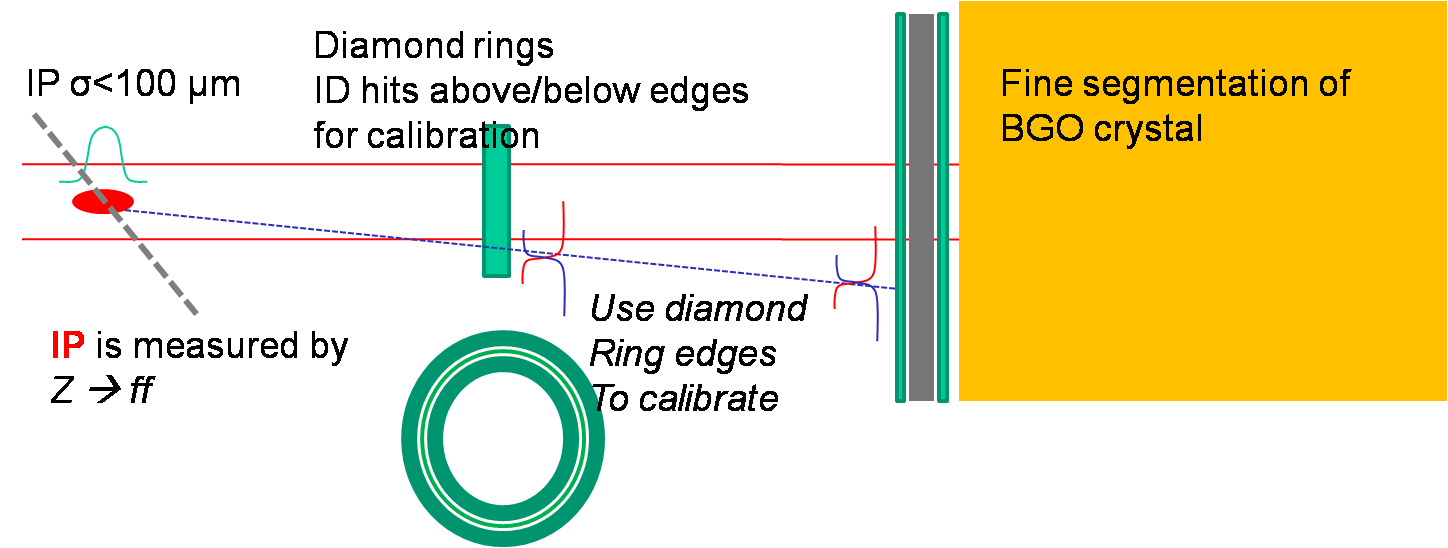 IP σ<100 µm
Diamond rings
ID hits above/below edges
for calibration
Fine segmentation of
BGO crystal
IP is measured by
Z → ff
Use diamond
Ring edges
To calibrate